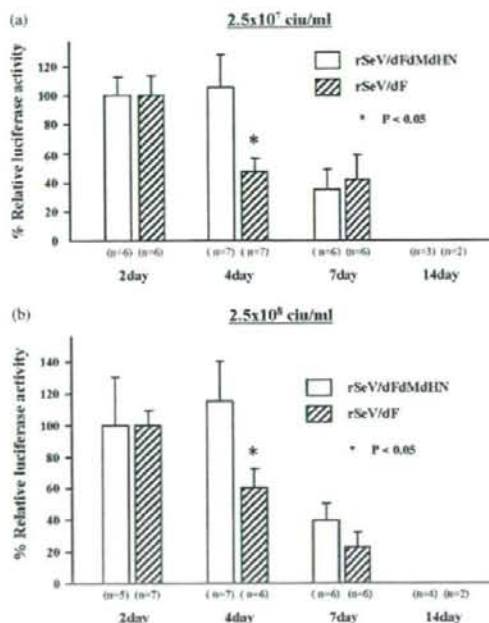 (a)
2.5x10⁷ ciu/ml
% Relative luciferase activity
120
100
80
60
40
20
0
rSeV/dFdMdHN
rSeV/dF
* P < 0.05
*
(n=6) (n=6) (n=7) (n=7) (n=6) (n=6) (n=3) (n=2)
2day 4day 7day 14day
(b)
2.5x10⁸ ciu/ml
% Relative luciferase activity
140
120
100
80
60
40
20
0
rSeV/dFdMdHN
rSeV/dF
* P < 0.05
*
(n=5) (n=7) (n=7) (n=6) (n=6) (n=6) (n=4) (n=2)
2day 4day 7day 14day